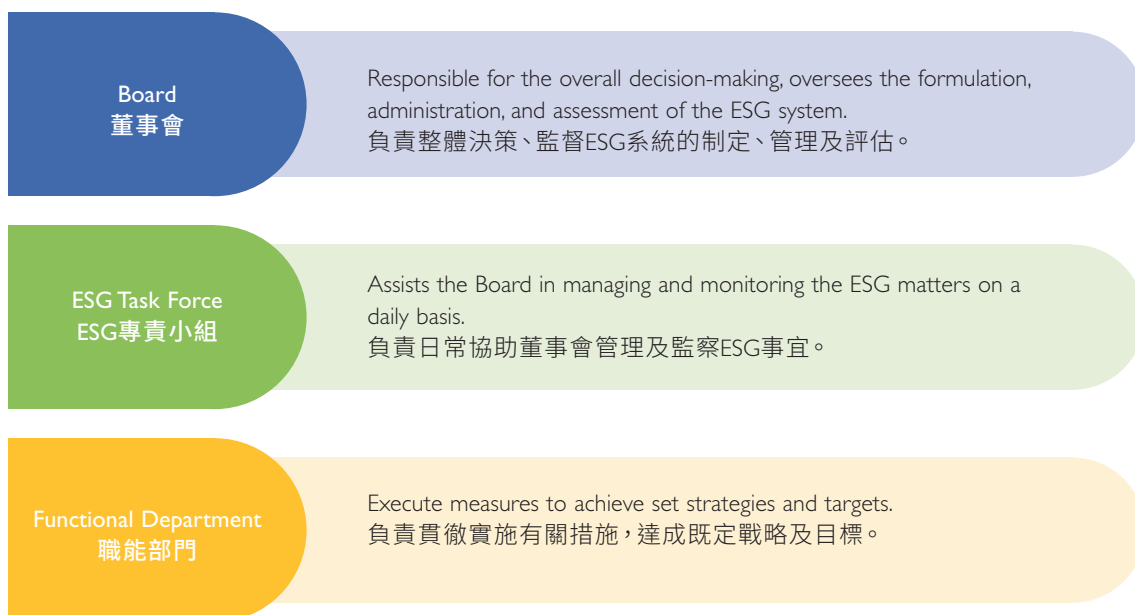 Board
董事會
Responsible for the overall decision-making, oversees the formulation,
administration, and assessment of the ESG system.
負責整體決策、監督ESG系統的制定、管理及評估。
ESG Task Force
ESG專責小組
Assists the Board in managing and monitoring the ESG matters on a
daily basis.
負責日常協助董事會管理及監察ESG事宜。
Functional Department
職能部門
Execute measures to achieve set strategies and targets.
負責貫徹實施有關措施，達成既定戰略及目標。